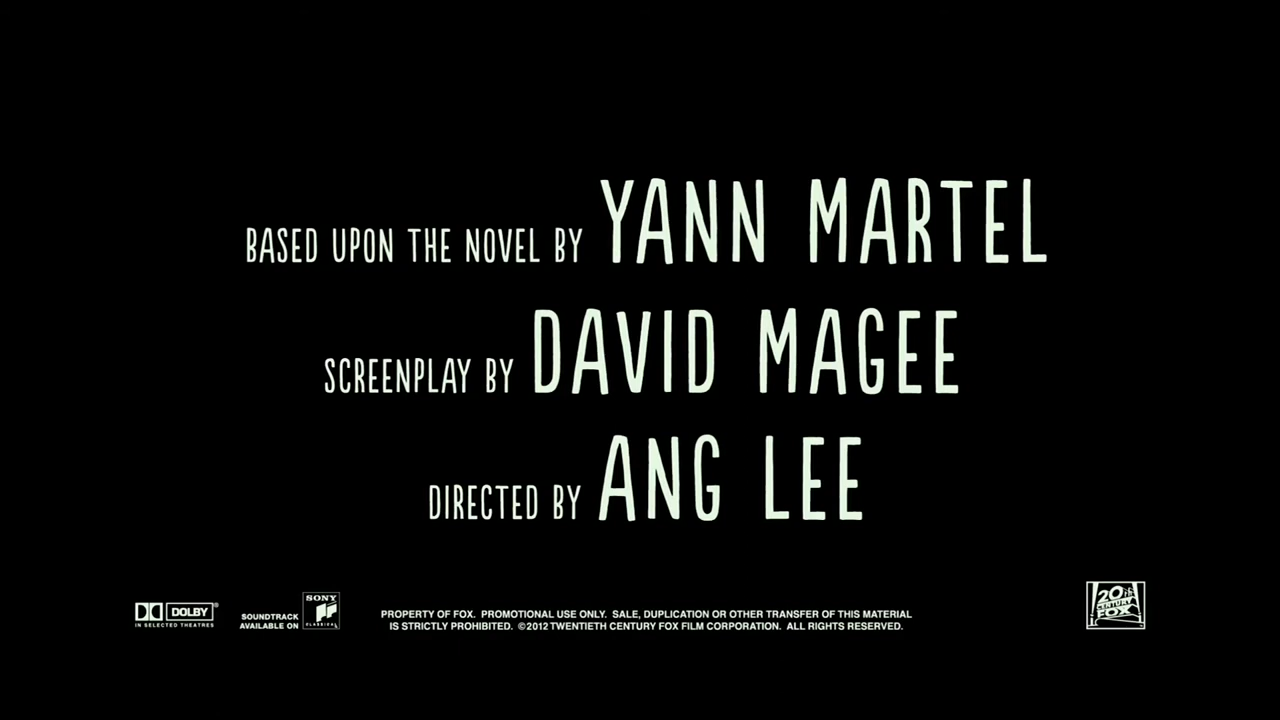 BASED UPON THE NOVEL BY YANN MARTEL
SCREENPLAY BY DAVID MAGEE
DIRECTED BY ANG LEE
DOLBY®
IN SELECTED THEATRES
SOUNDTRACK
AVAILABLE ON
SONY
CLASSICAL
PROPERTY OF FOX. PROMOTIONAL USE ONLY. SALE, DUPLICATION OR OTHER TRANSFER OF THIS MATERIAL
IS STRICTLY PROHIBITED. ©2012 TWENTIETH CENTURY FOX FILM CORPORATION. ALL RIGHTS RESERVED.
20th
CENTURY
FOX